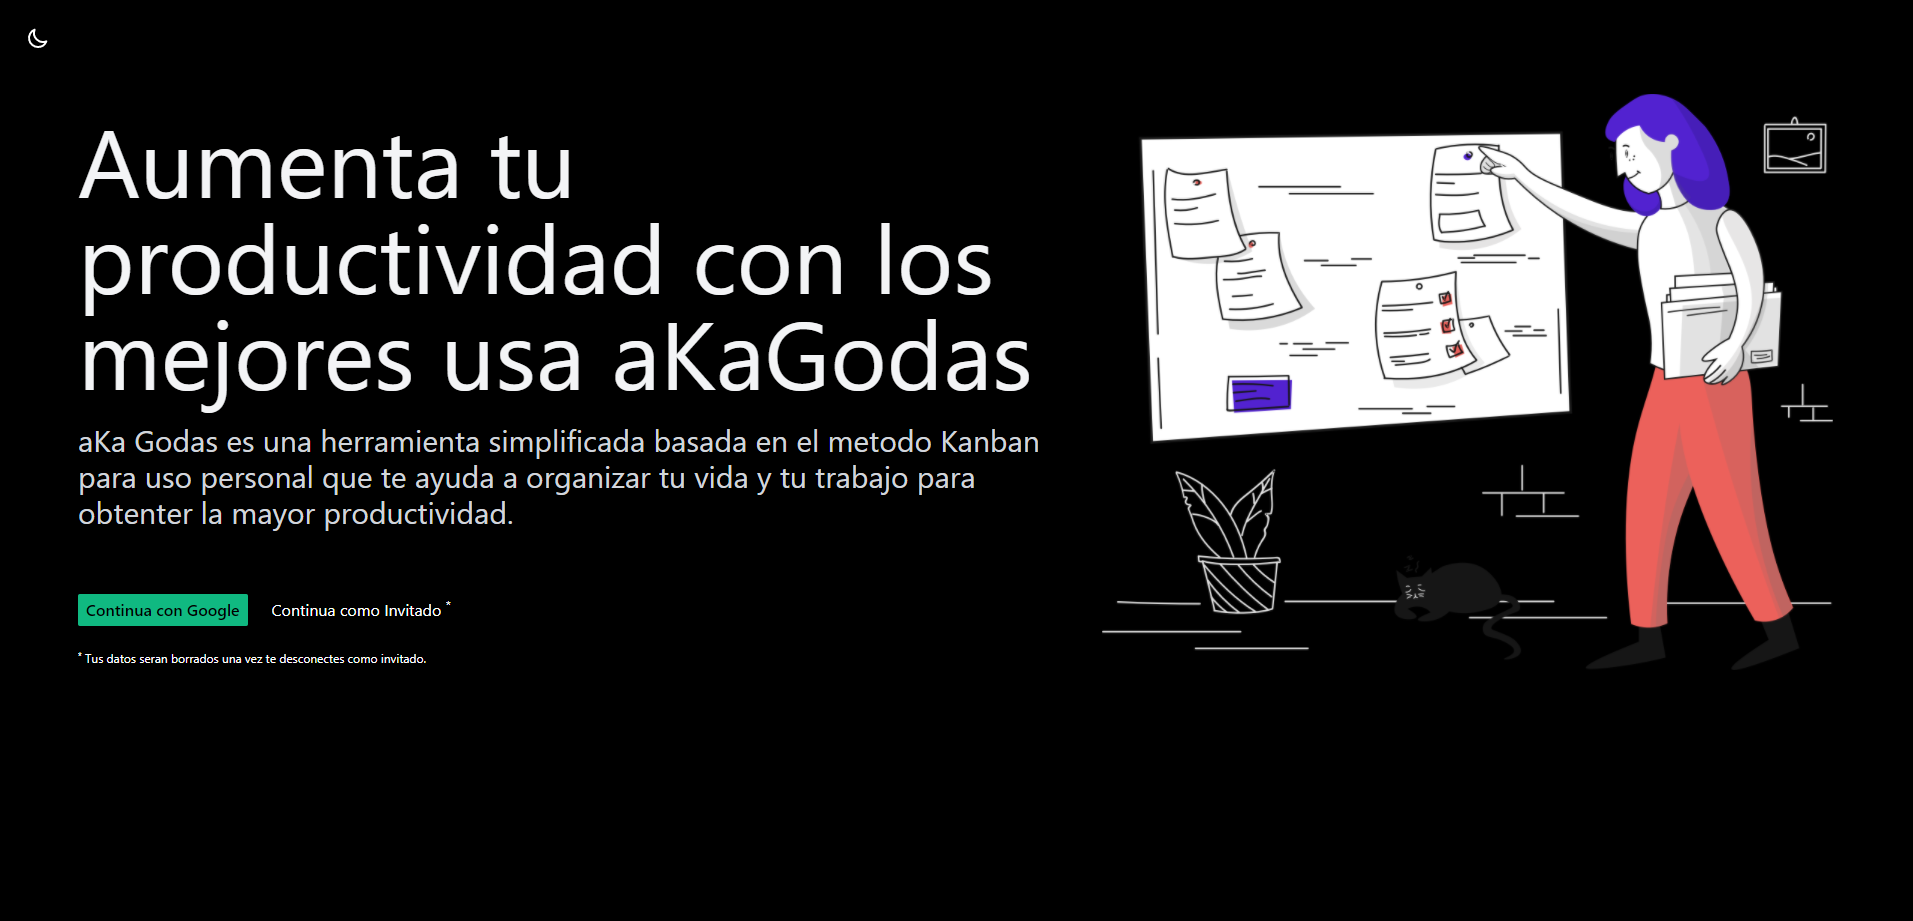 Aumenta tu
productividad con los
mejores usa aKaGodas
aKa Godas es una herramienta simplificada basada en el metodo Kanban
para uso personal que te ayuda a organizar tu vida y tu trabajo para
obtenter la mayor productividad.
Continua con Google
Continua como Invitado *
* Tus datos seran borrados una vez te desconectes como invitado.